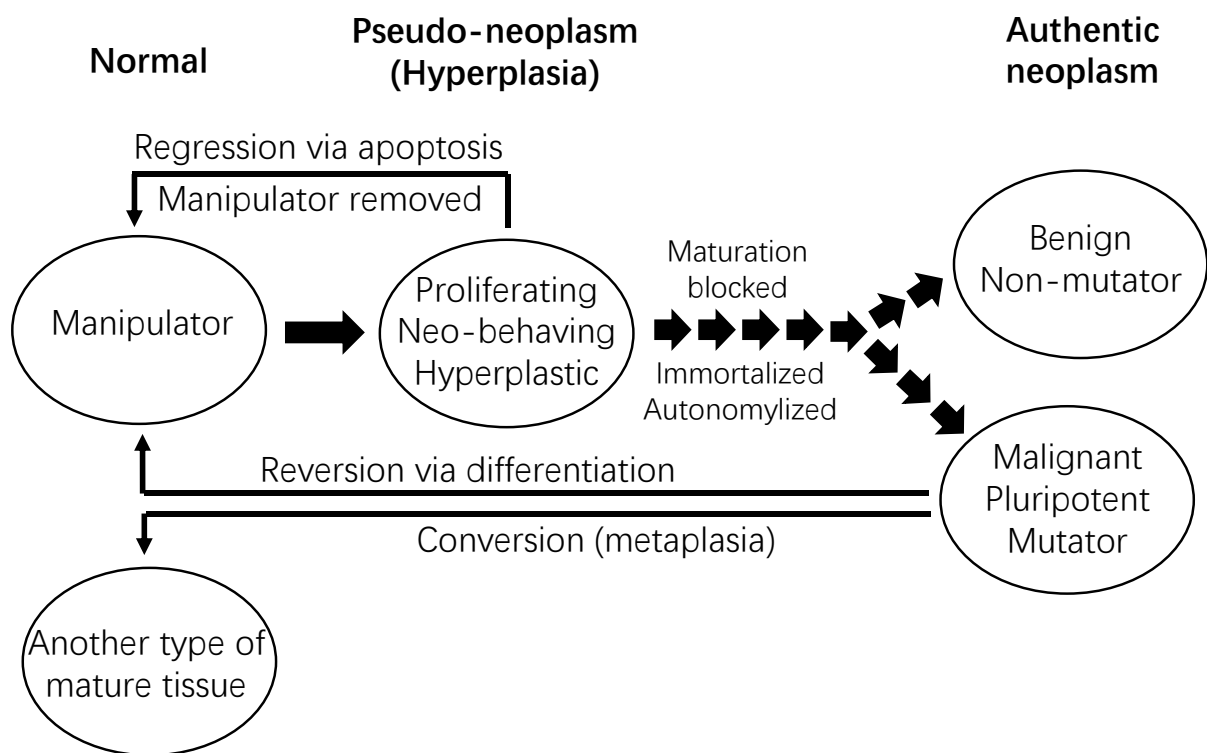 Normal
Pseudo-neoplasm
(Hyperplasia)
Authentic
neoplasm
Regression via apoptosis
Manipulator removed
Manipulator
Proliferating
Neo-behaving
Hyperplastic
Maturation
blocked
Immortalized
Autonomylized
Benign
Non-mutator
Malignant
Pluripotent
Mutator
Reversion via differentiation
Conversion (metaplasia)
Another type of
mature tissue